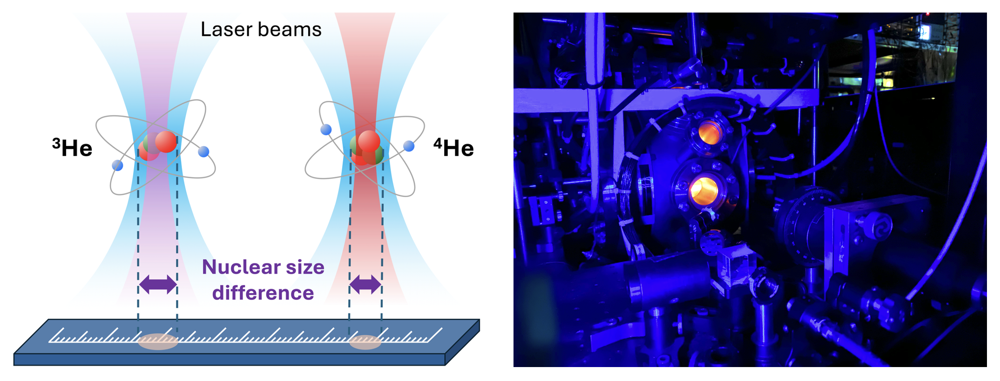 Laser beams
³He
⁴He
Nuclear size
difference